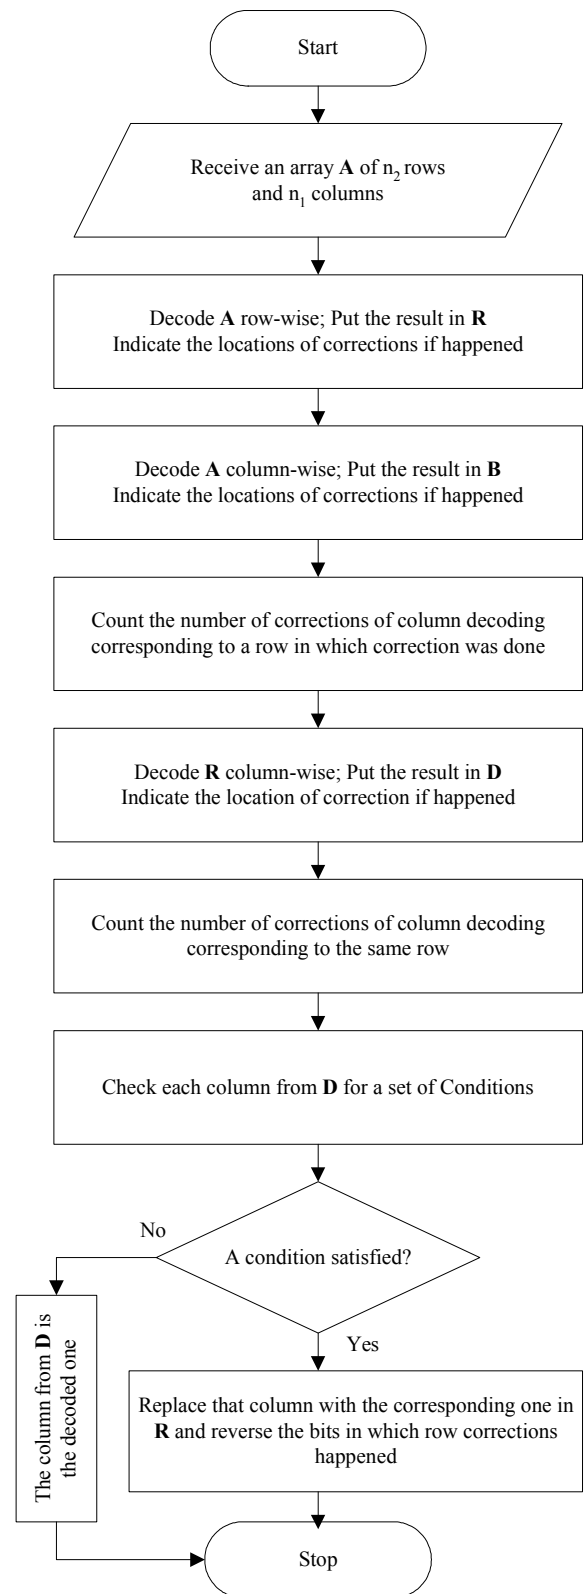 Start
Receive an array A of n2 rows
and n1 columns
Decode A row-wise; Put the result in R
Indicate the locations of corrections if happened
Decode A column-wise; Put the result in B
Indicate the locations of corrections if happened
Count the number of corrections of column decoding
corresponding to a row in which correction was done
Decode R column-wise; Put the result in D
Indicate the location of correction if happened
Count the number of corrections of column decoding
corresponding to the same row
Check each column from D for a set of Conditions
No
A condition satisfied?
Yes
The column from D is
the decoded one
Replace that column with the corresponding one in
R and reverse the bits in which row corrections
happened
Stop